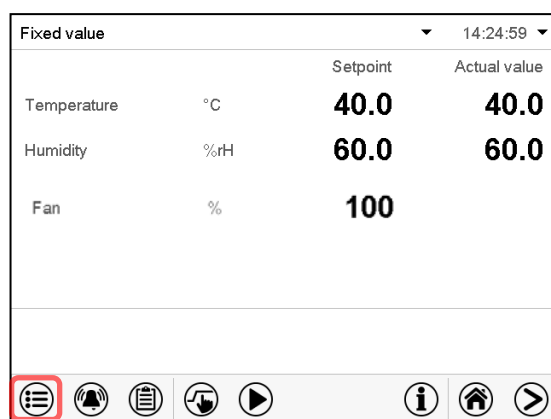 Fixed value 14:24:59
Setpoint Actual value
Temperature °C 40.0 40.0
Humidity %rH 60.0 60.0
Fan % 100